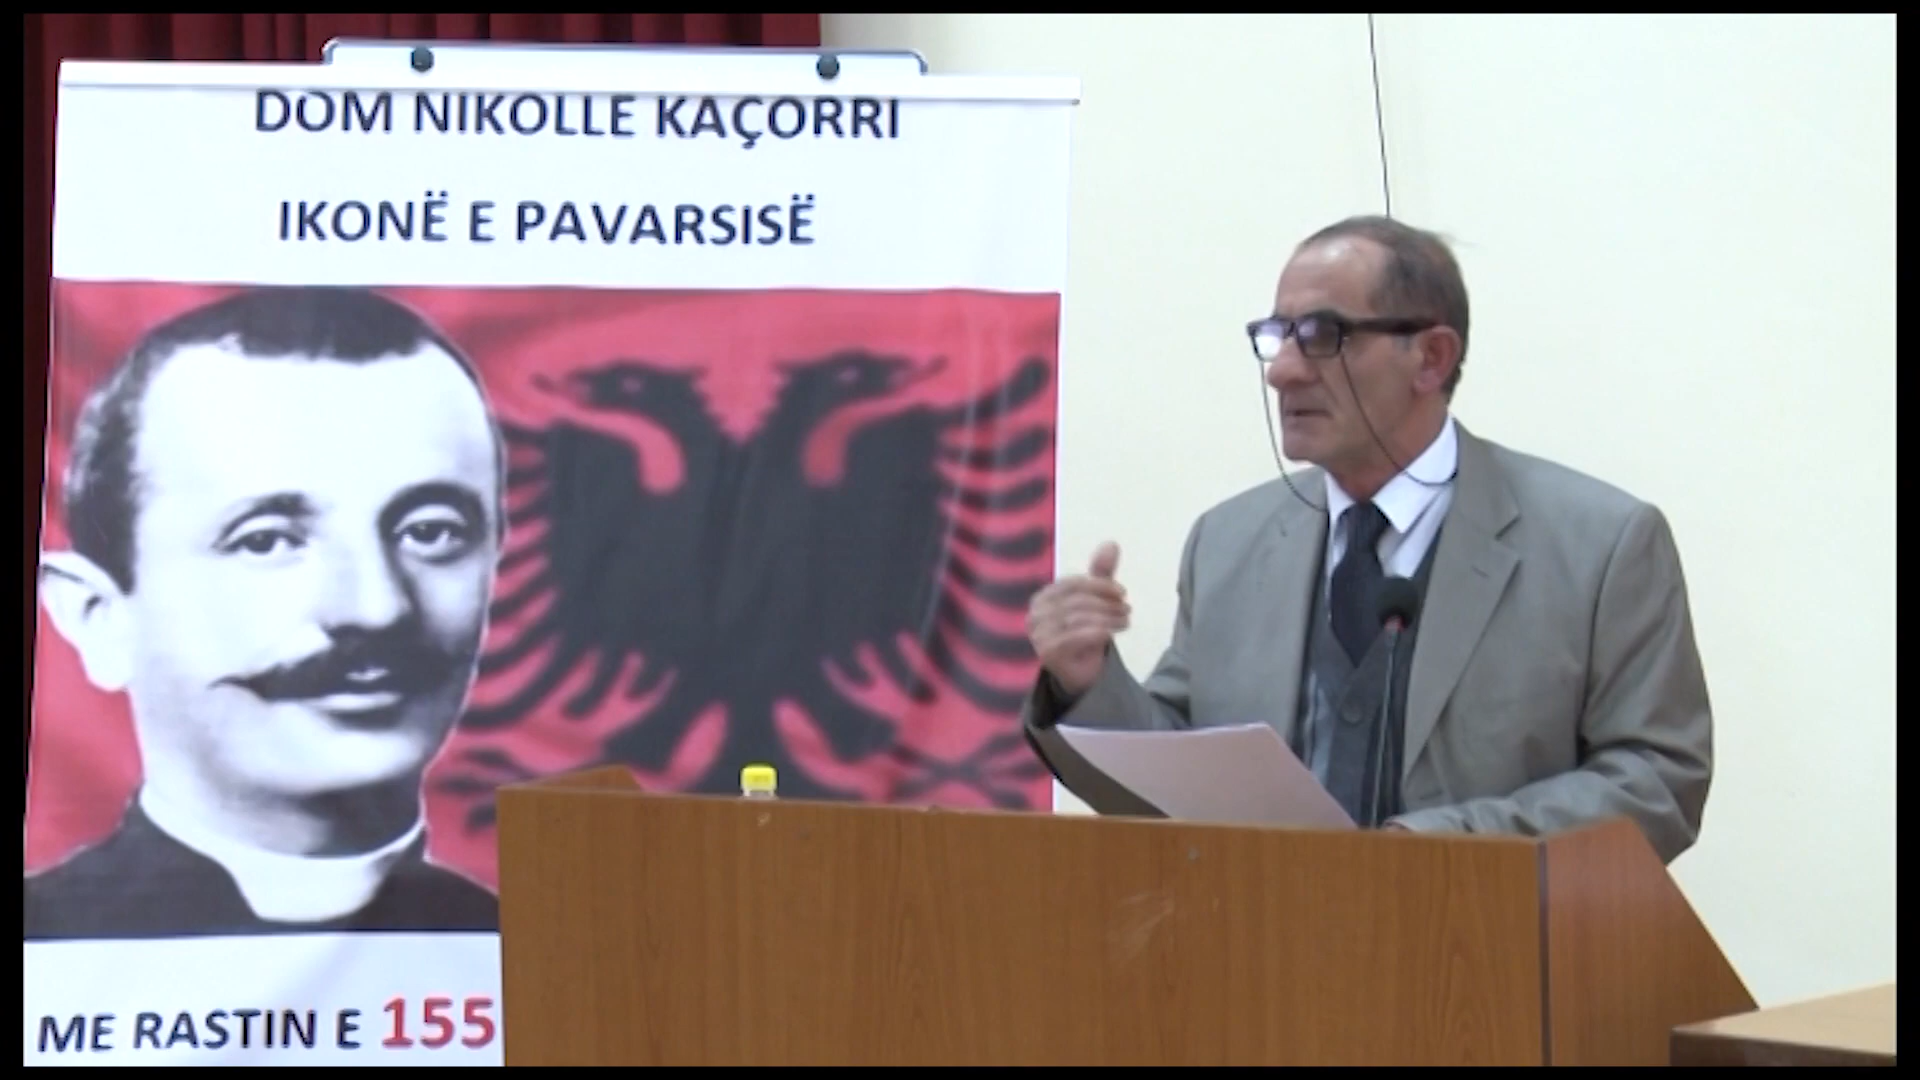 DOM NIKOLLE KAÇORRI
IKONË E PAVARSISË
ME RASTIN E 155